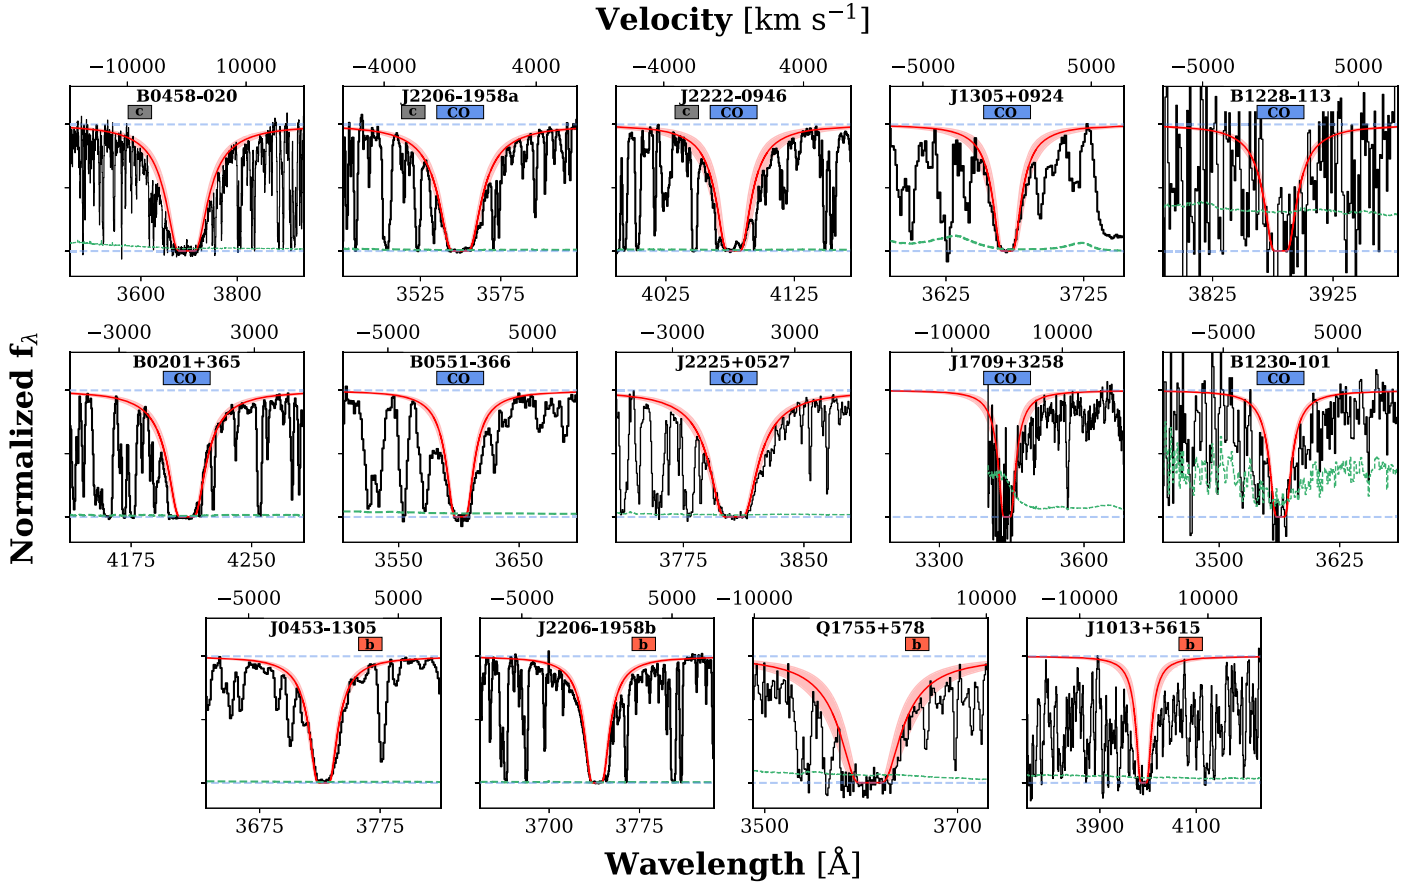 Velocity [km s⁻¹]
−10000 10000 −4000 4000 −4000 4000 −5000 5000 −5000 5000
B0458-020 J2206-1958a J2222-0946 J1305+0924 B1228-113
c c CO c CO CO CO
3600 3800 3525 3575 4025 4125 3625 3725 3825 3925
−3000 3000 −5000 5000 −3000 3000 −10000 10000 −5000 5000
B0201+365 B0551-366 J2225+0527 J1709+3258 B1230-101
CO CO CO CO CO
4175 4250 3550 3650 3775 3850 3300 3600 3500 3625
Normalized f_λ
−5000 5000 −5000 5000 −10000 10000 −10000 10000
J0453-1305 J2206-1958b Q1755+578 J1013+5615
b b b b
3675 3775 3700 3775 3500 3700 3900 4100
Wavelength [Å]